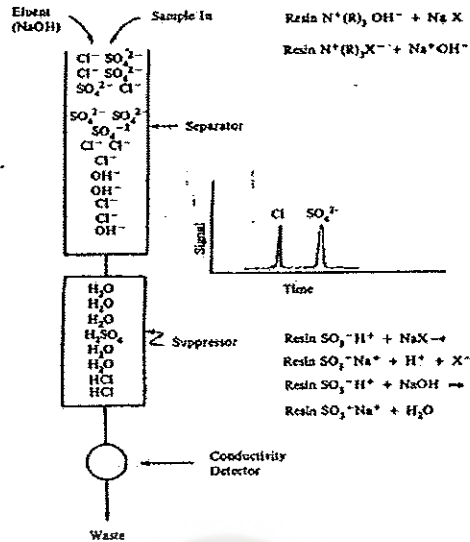 Eluent
(NaOH)
Sample In
Resin N⁺(R)₃ OH⁻ + Na X
Resin N⁺(R)₃X⁻ + Na⁺OH⁻
Cl⁻ SO₄²⁻
Cl⁻ SO₄²⁻
SO₄²⁻ Cl⁻
SO₄²⁻ SO₄²⁻
SO₄⁻²
Cl⁻ Cl⁻
Cl⁻
OH⁻
OH⁻
Cl⁻
Cl⁻
OH⁻
Separator
Signal
Cl
SO₄²⁻
Time
H₂O
H₂O
H₂O
H₂SO₄
H₂O
H₂O
HCl
HCl
Suppressor
Resin SO₃⁻H⁺ + NaX →
Resin SO₃⁻Na⁺ + H⁺ + X⁻
Resin SO₃⁻H⁺ + NaOH →
Resin SO₃⁺Na⁺ + H₂O
Conductivity
Detector
Waste